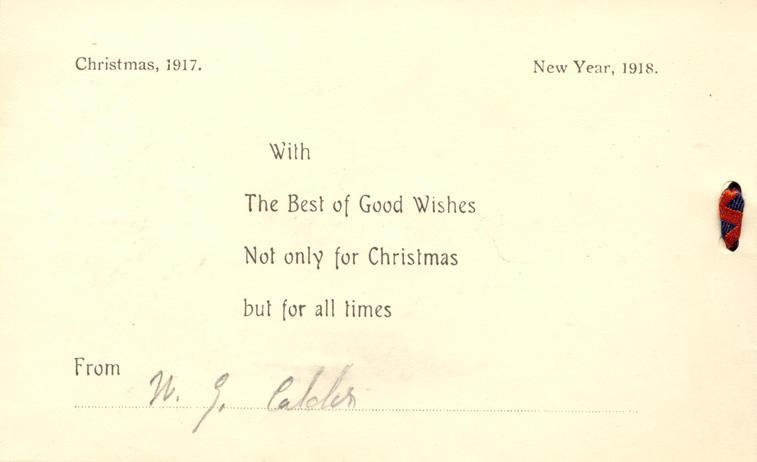 Christmas, 1917. New Year, 1918.
With
The Best of Good Wishes
Not only for Christmas
but for all times
From W. G. Calder